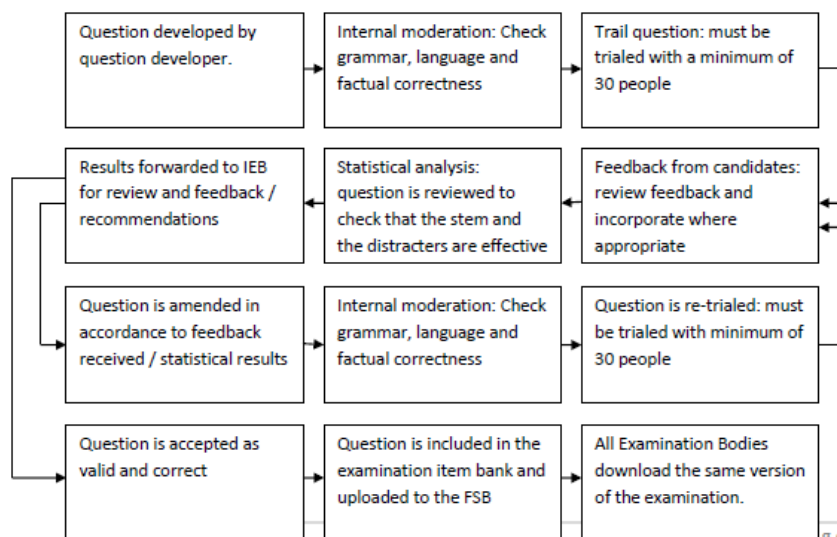 Question developed by
question developer.
Internal moderation: Check
grammar, language and
factual correctness
Trail question: must be
trialed with a minimum of
30 people
Results forwarded to IEB
for review and feedback /
recommendations
Statistical analysis:
question is reviewed to
check that the stem and
the distracters are effective
Feedback from candidates:
review feedback and
incorporate where
appropriate
Question is amended in
accordance to feedback
received / statistical results
Internal moderation: Check
grammar, language and
factual correctness
Question is re-trialed: must
be trialed with minimum of
30 people
Question is accepted as
valid and correct
Question is included in the
examination item bank and
uploaded to the FSB
All Examination Bodies
download the same version
of the examination.